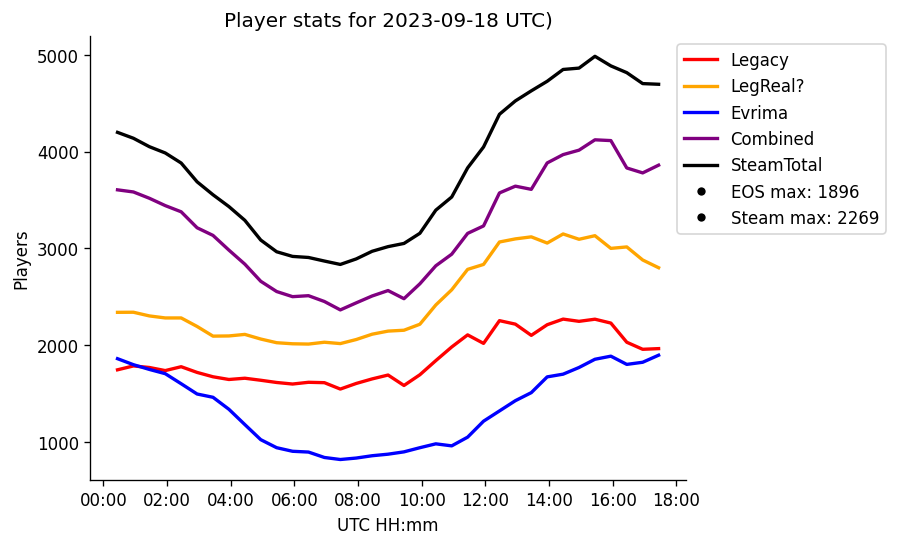 Player stats for 2023-09-18 UTC)
5000
4000
3000
2000
1000
Players
00:00 02:00 04:00 06:00 08:00 10:00 12:00 14:00 16:00 18:00
UTC HH:mm
Legacy
LegReal?
Evrima
Combined
SteamTotal
EOS max: 1896
Steam max: 2269